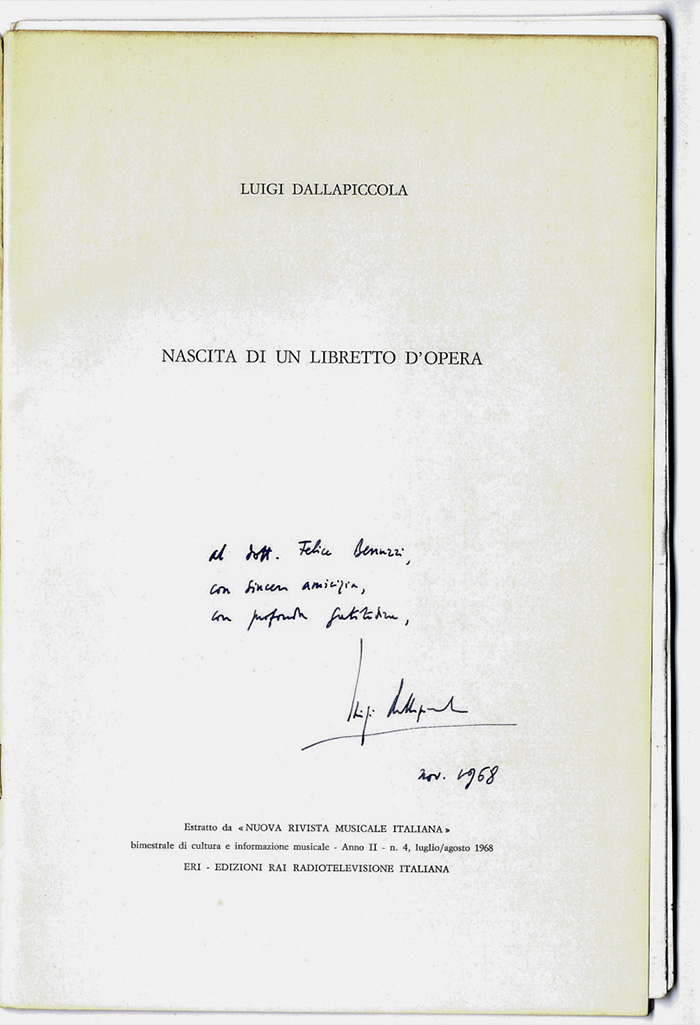 LUIGI DALLAPICCOLA
NASCITA DI UN LIBRETTO D'OPERA
al dott. Felice Benuzzi,
con sincera amicizia,
con profonda gratitudine,
Luigi Dallapiccola
nov. 1968
Estratto da «NUOVA RIVISTA MUSICALE ITALIANA»
bimestrale di cultura e informazione musicale - Anno II - n. 4, luglio/agosto 1968
ERI - EDIZIONI RAI RADIOTELEVISIONE ITALIANA